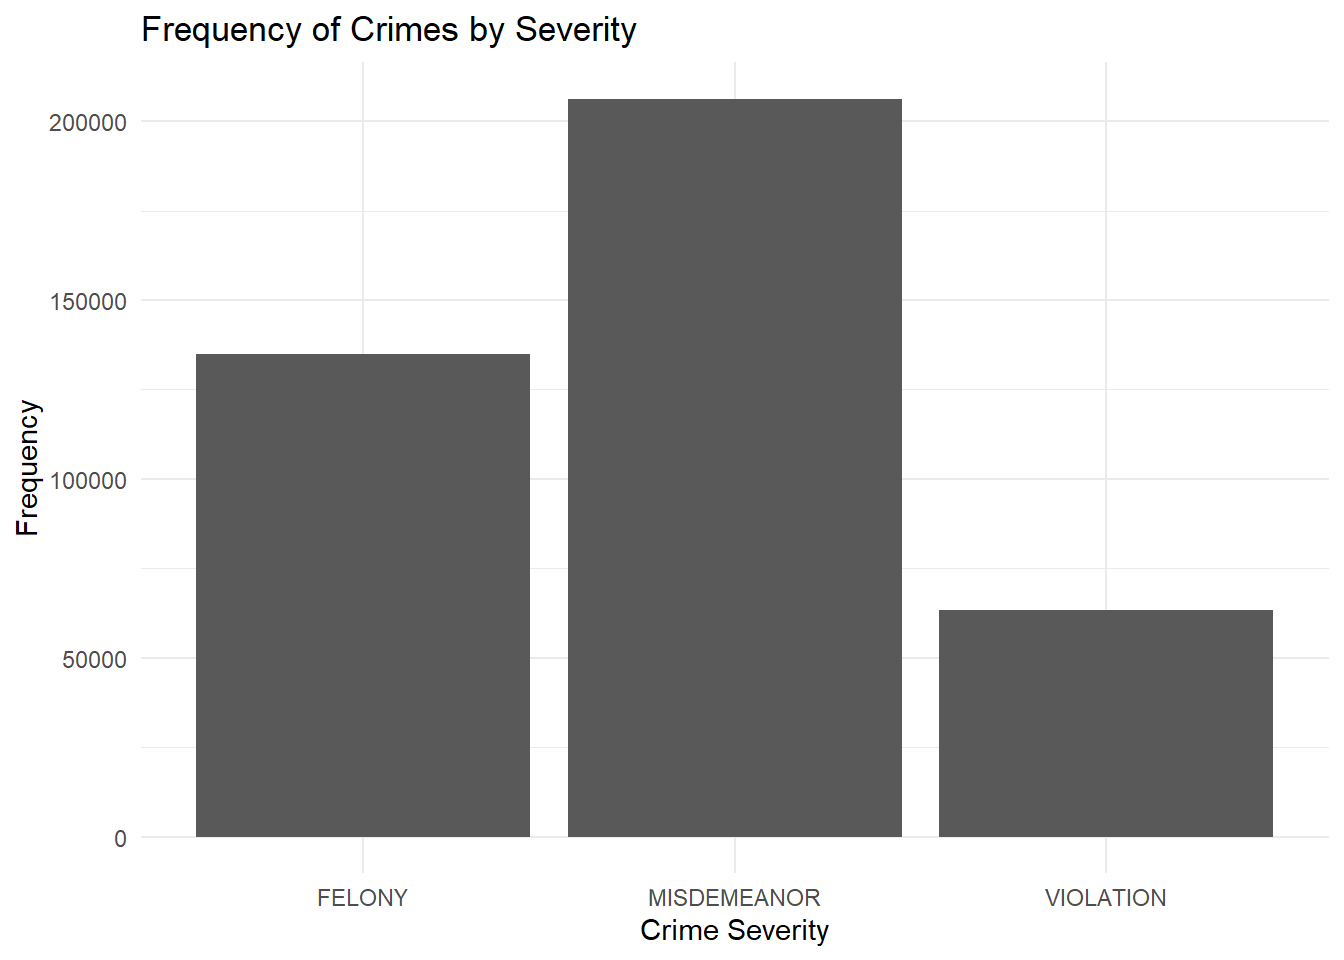 Frequency of Crimes by Severity
Frequency
200000
150000
100000
50000
0
FELONY MISDEMEANOR VIOLATION
Crime Severity